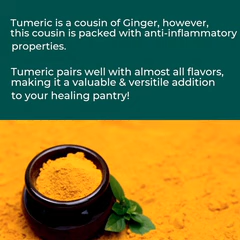 Tumeric is a cousin of Ginger, however,
this cousin is packed with anti-inflammatory
properties.
Tumeric pairs well with almost all flavors,
making it a valuable & versitile addition
to your healing pantry!